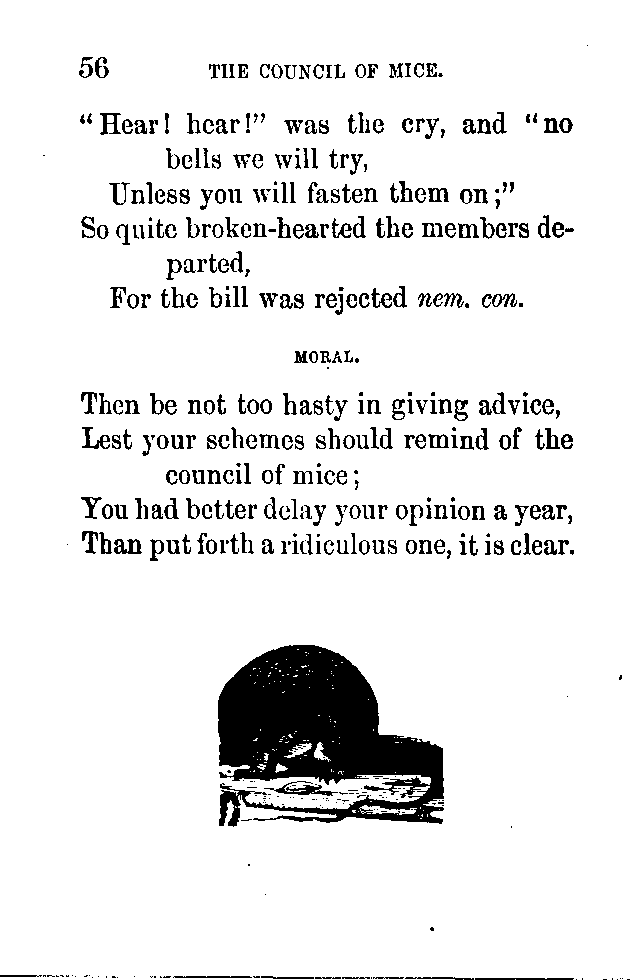 56 THE COUNCIL OF MICE.
“Hear! hear!” was the cry, and “no
bells we will try,
Unless you will fasten them on;”
So quite broken-hearted the members de-
parted,
For the bill was rejected nem. con.
MORAL.
Then be not too hasty in giving advice,
Lest your schemes should remind of the
council of mice;
You had better delay your opinion a year,
Than put forth a ridiculous one, it is clear.